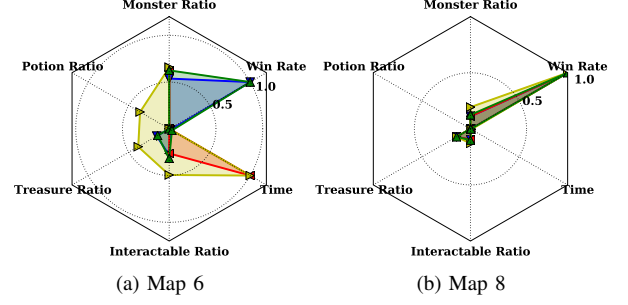 Monster Ratio
Monster Ratio
Potion Ratio
Win Rate
Potion Ratio
Win Rate
1.0
1.0
0.5
0.5
Treasure Ratio
Time
Treasure Ratio
Time
Interactable Ratio
Interactable Ratio
(a) Map 6
(b) Map 8